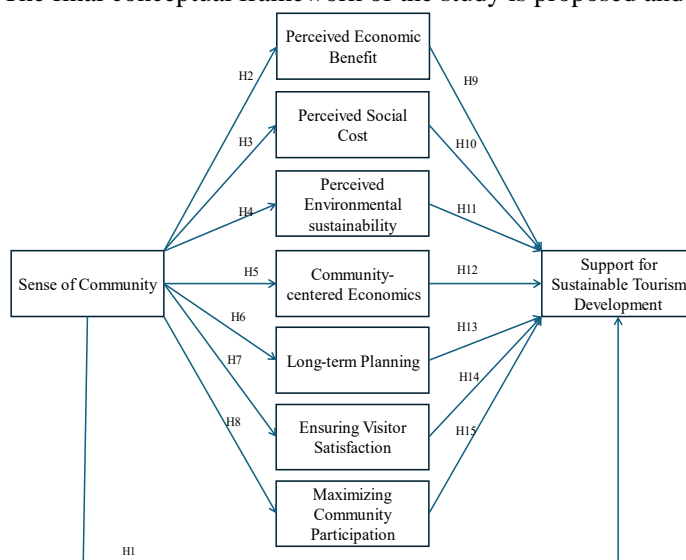 The final conceptual framework of the study is proposed and
Perceived Economic
Benefit
H2
H9
Perceived Social
Cost
H3
H10
Perceived
Environmental
sustainability
H4
H11
Sense of Community
H5
Community-
centered Economics
H12
Support for
Sustainable Tourism
Development
H6
Long-term Planning
H13
H7
H14
Ensuring Visitor
Satisfaction
H8
H15
Maximizing
Community
Participation
H1